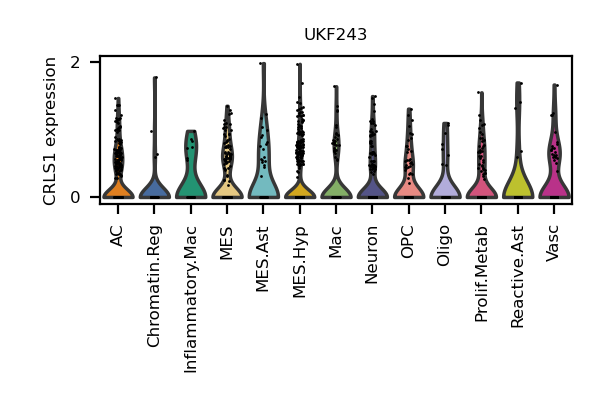 UKF243
CRLS1 expression
2
0
AC
Chromatin.Reg
Inflammatory.Mac
MES
MES.Ast
MES.Hyp
Mac
Neuron
OPC
Oligo
Prolif.Metab
Reactive.Ast
Vasc